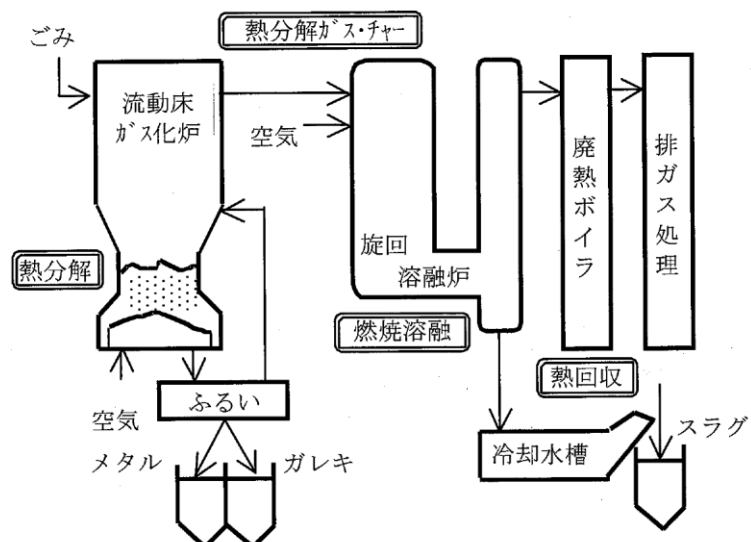 ごみ
熱分解ガス・チャー
流動床
ガス化炉
空気
廃熱ボイラ
排ガス処理
旋回
溶融炉
熱分解
燃焼溶融
熱回収
ふるい
空気
メタル
ガレキ
冷却水槽
スラグ